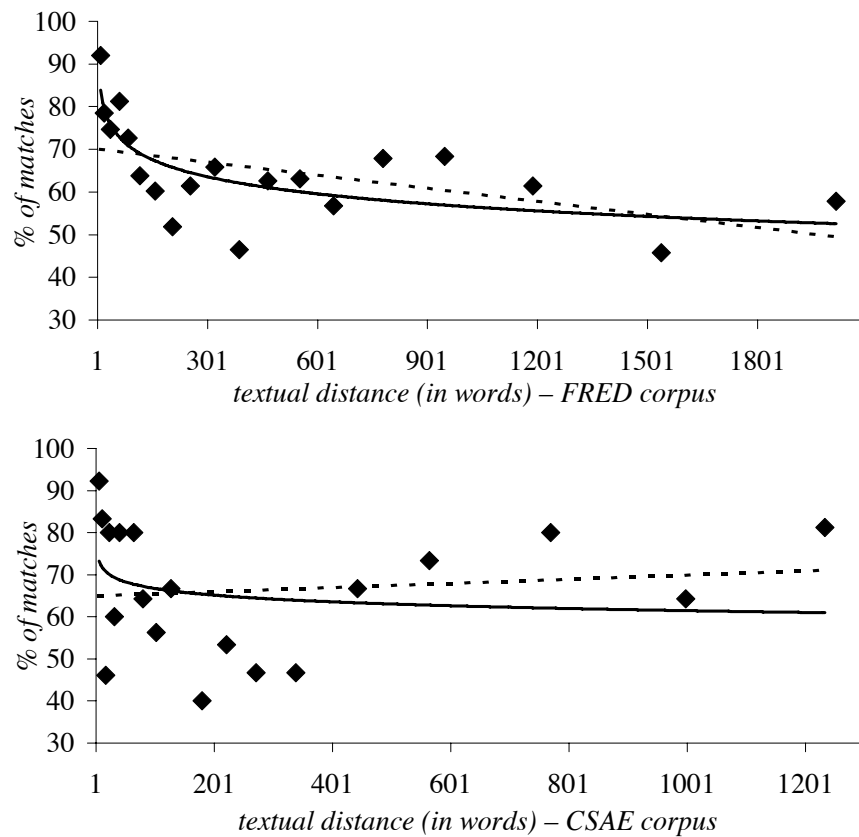 100
90
80
70
60
50
40
30
% of matches
1 301 601 901 1201 1501 1801
textual distance (in words) – FRED corpus
100
90
80
70
60
50
40
30
% of matches
1 201 401 601 801 1001 1201
textual distance (in words) – CSAE corpus